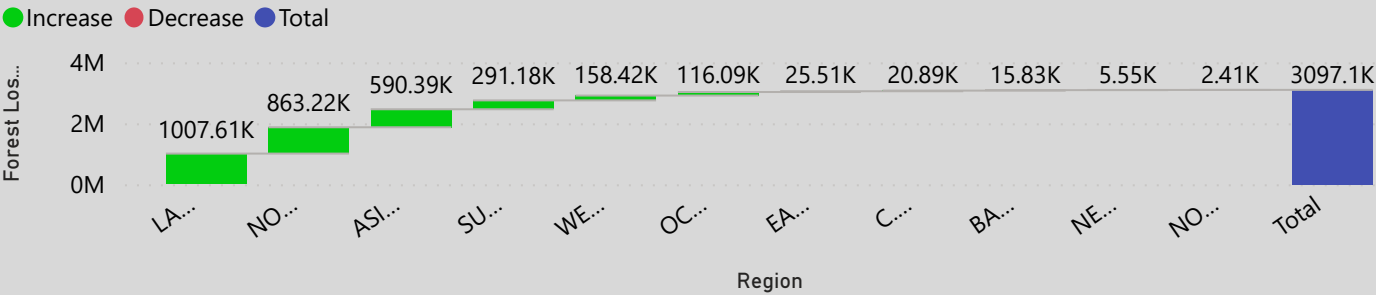 Increase Decrease Total
Forest Los...
4M
2M
0M
1007.61K 863.22K 590.39K 291.18K 158.42K 116.09K 25.51K 20.89K 15.83K 5.55K 2.41K 3097.1K
LA... NO... ASI... SU... WE... OC... EA... C.... BA... NE... NO... Total
Region